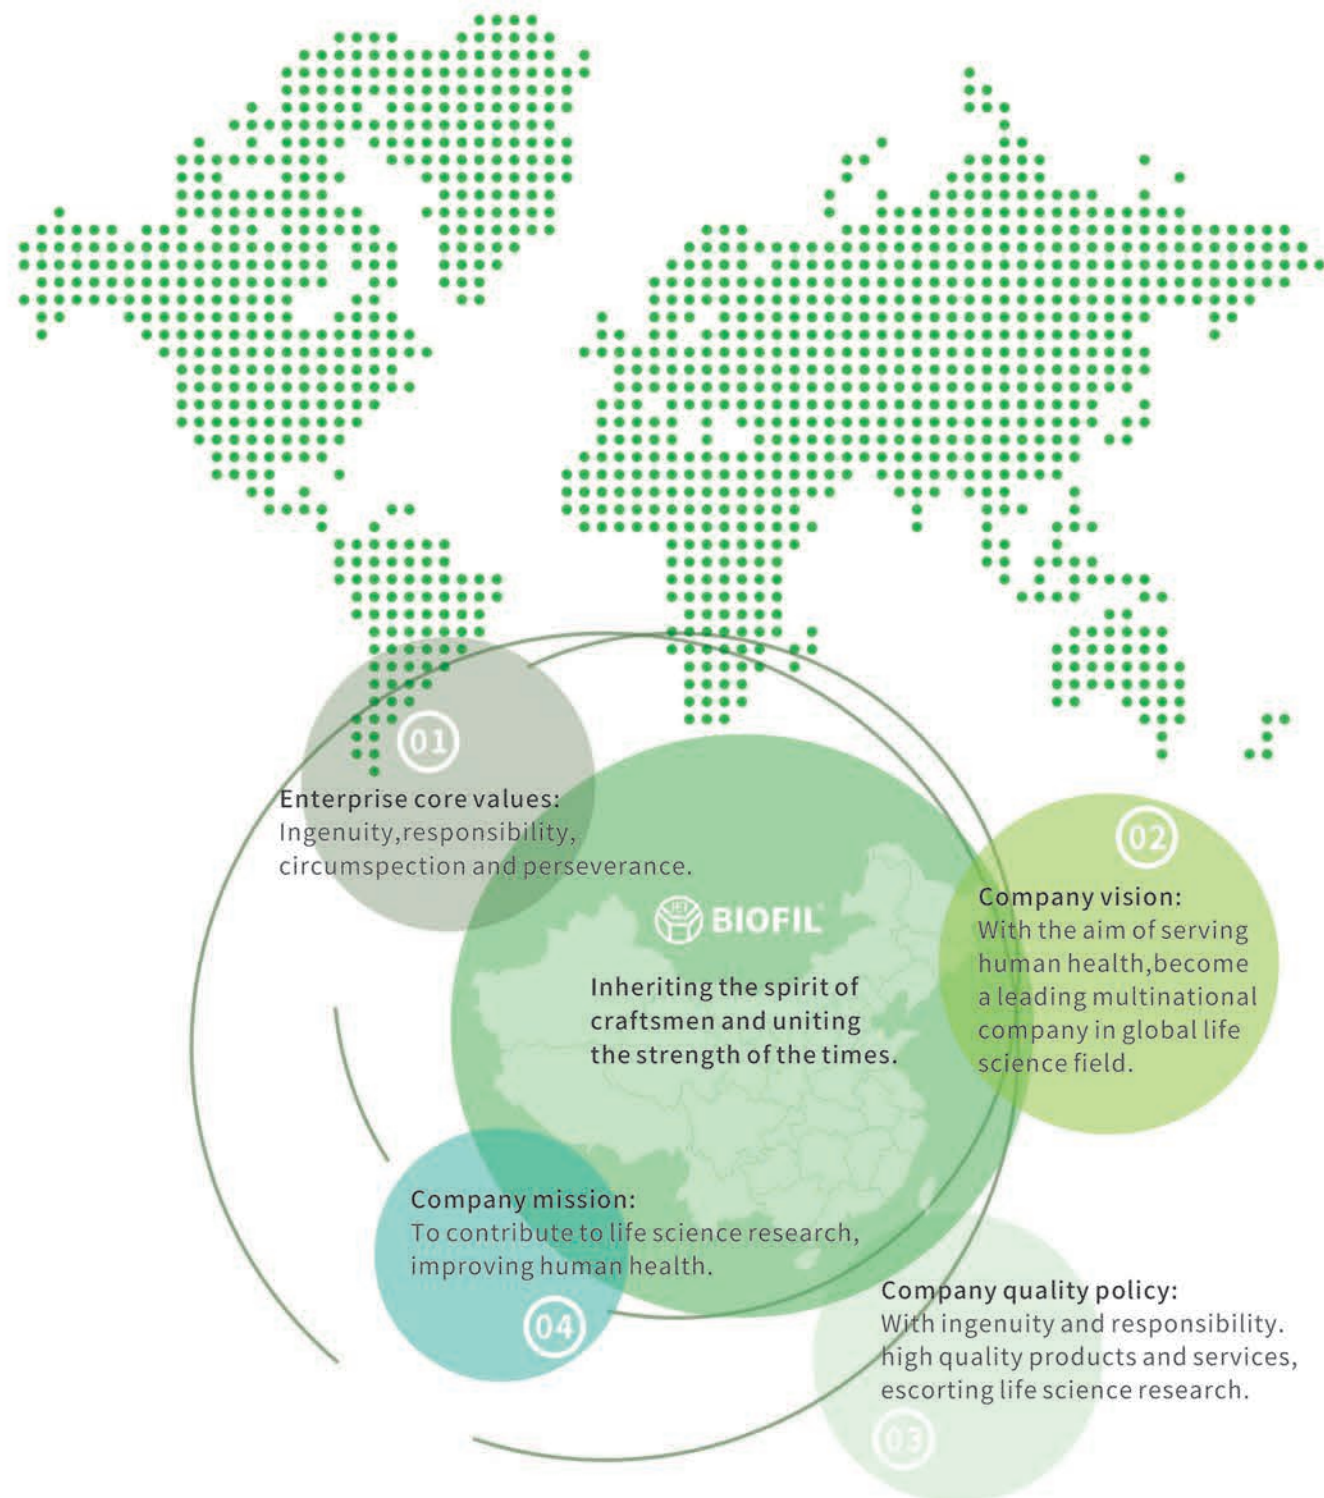 01
Enterprise core values:
Ingenuity,responsibility,
circumspection and perseverance.
02
Company vision:
With the aim of serving
human health,become
a leading multinational
company in global life
science field.
BIOFIL®
Inheriting the spirit of
craftsmen and uniting
the strength of the times.
Company mission:
To contribute to life science research,
improving human health.
04
Company quality policy:
With ingenuity and responsibility.
high quality products and services,
escorting life science research.
03